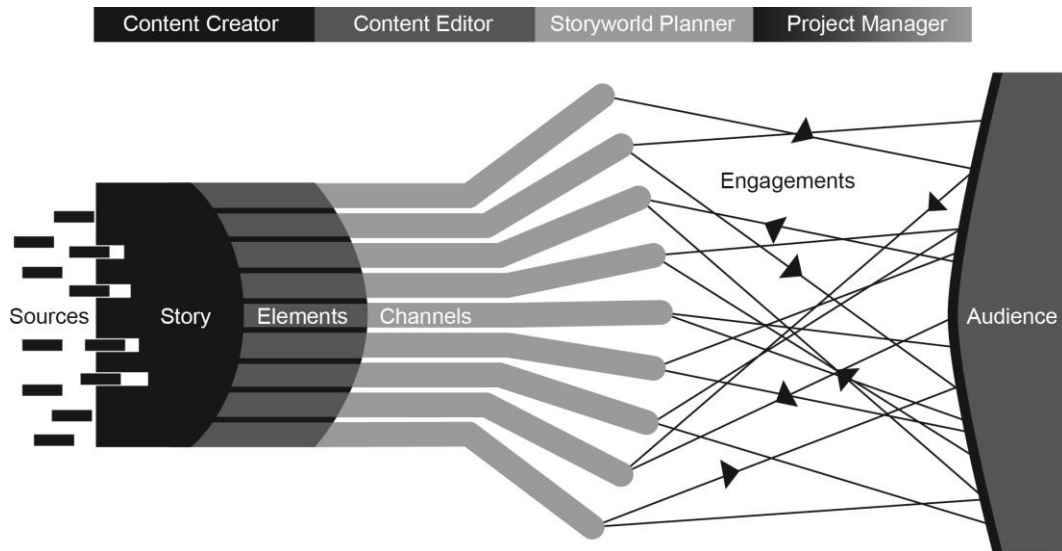 Content Creator
Content Editor
Storyworld Planner
Project Manager
Engagements
Sources
Story
Elements
Channels
Audience